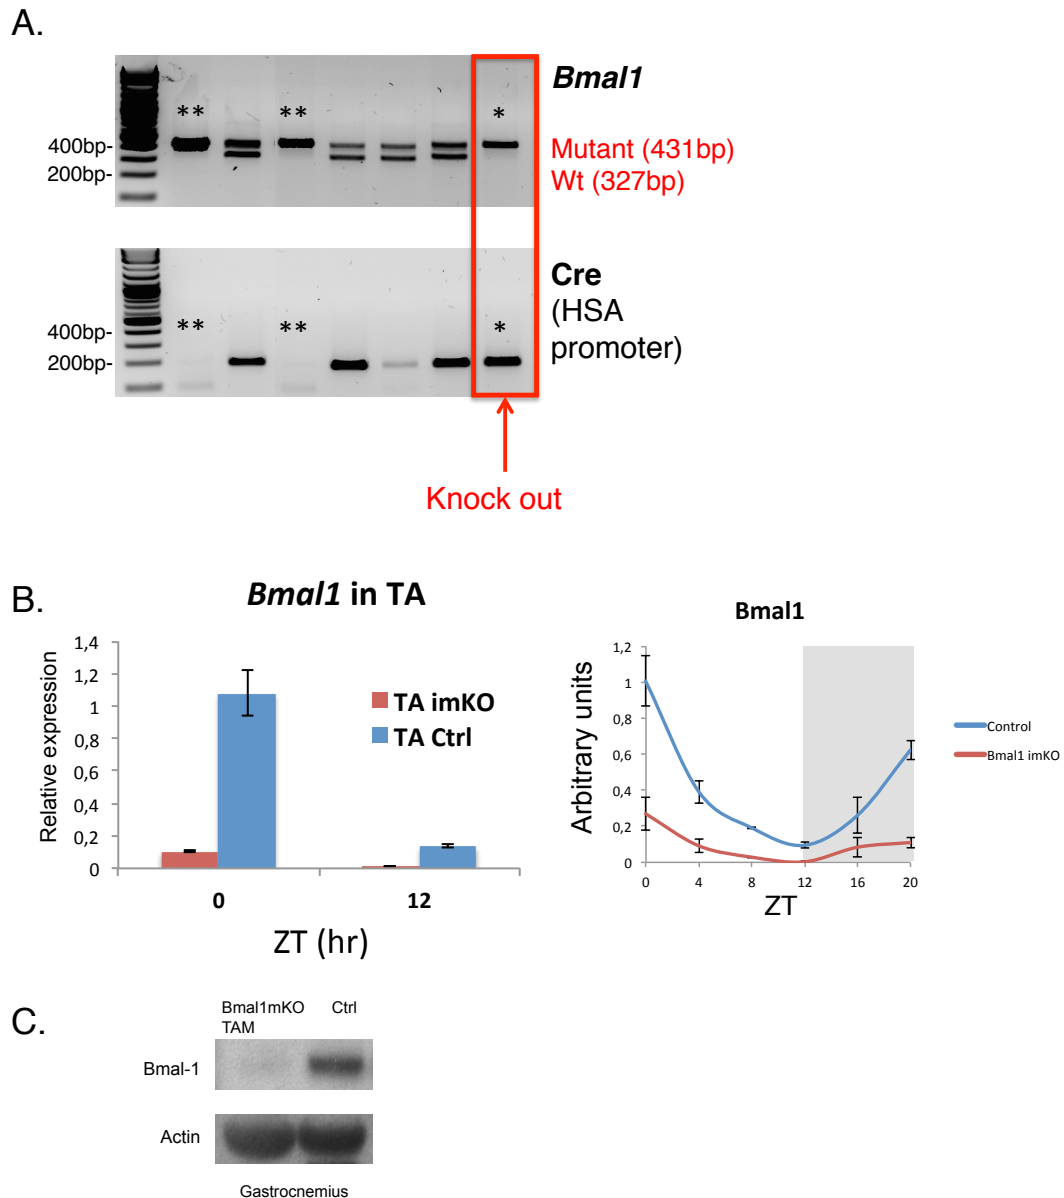 A.
** ** *
Bmal1
400bp-
200bp-
Mutant (431bp)
Wt (327bp)
** ** *
Cre
(HSA
promoter)
400bp-
200bp-
Knock out
B.
Bmal1 in TA
Relative expression
1,4
1,2
1
0,8
0,6
0,4
0,2
0
TA imKO
TA Ctrl
0 12
ZT (hr)
Bmal1
Arbitrary units
1,2
1
0,8
0,6
0,4
0,2
0
Control
Bmal1 imKO
0 4 8 12 16 20
ZT
C.
Bmal1mKO Ctrl
TAM
Bmal-1
Actin
Gastrocnemius